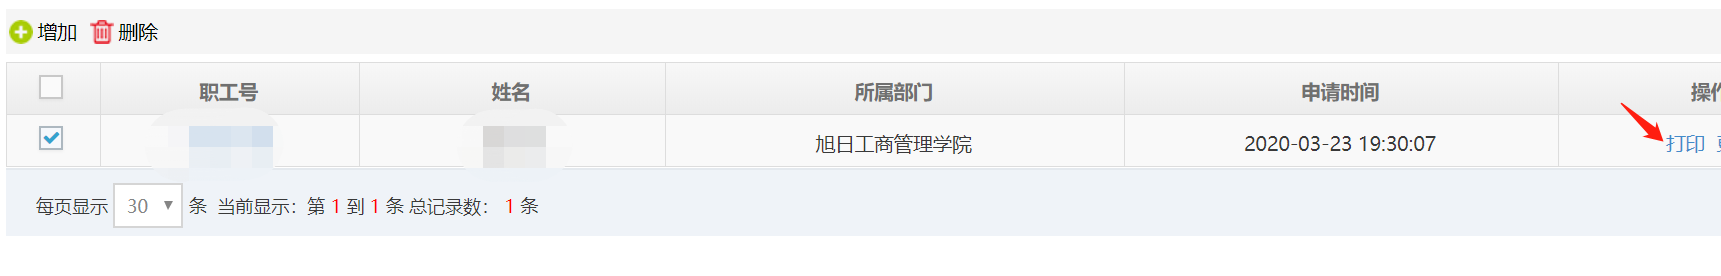 增加 删除
职工号 姓名 所属部门 申请时间 操
旭日工商管理学院 2020-03-23 19:30:07 打印
每页显示 30 条 当前显示：第 1 到 1 条 总记录数： 1 条